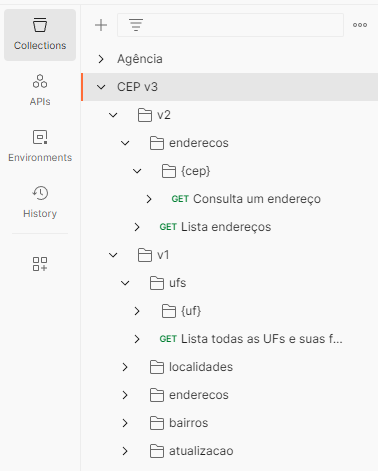 Collections
APIs
Environments
History
Agência
CEP v3
v2
enderecos
{cep}
GET Consulta um endereço
GET Lista endereços
v1
ufs
{uf}
GET Lista todas as UFs e suas f...
localidades
enderecos
bairros
atualizacao